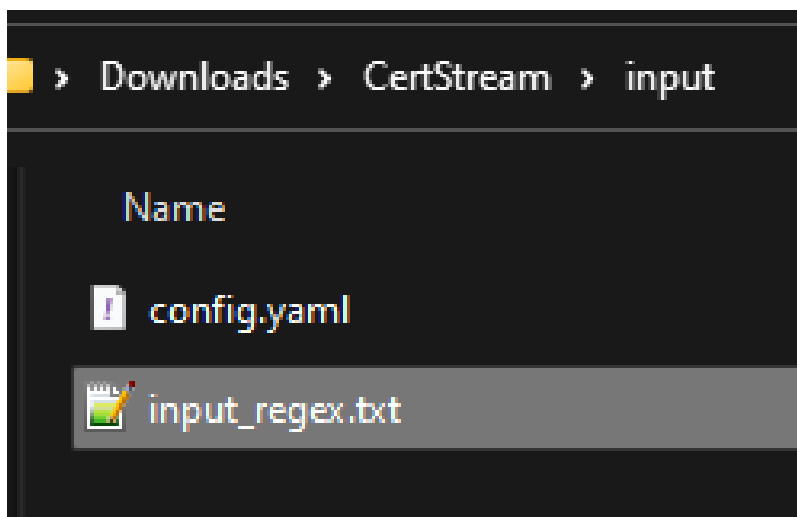 > Downloads > CertStream > input
Name
config.yaml
input_regex.txt